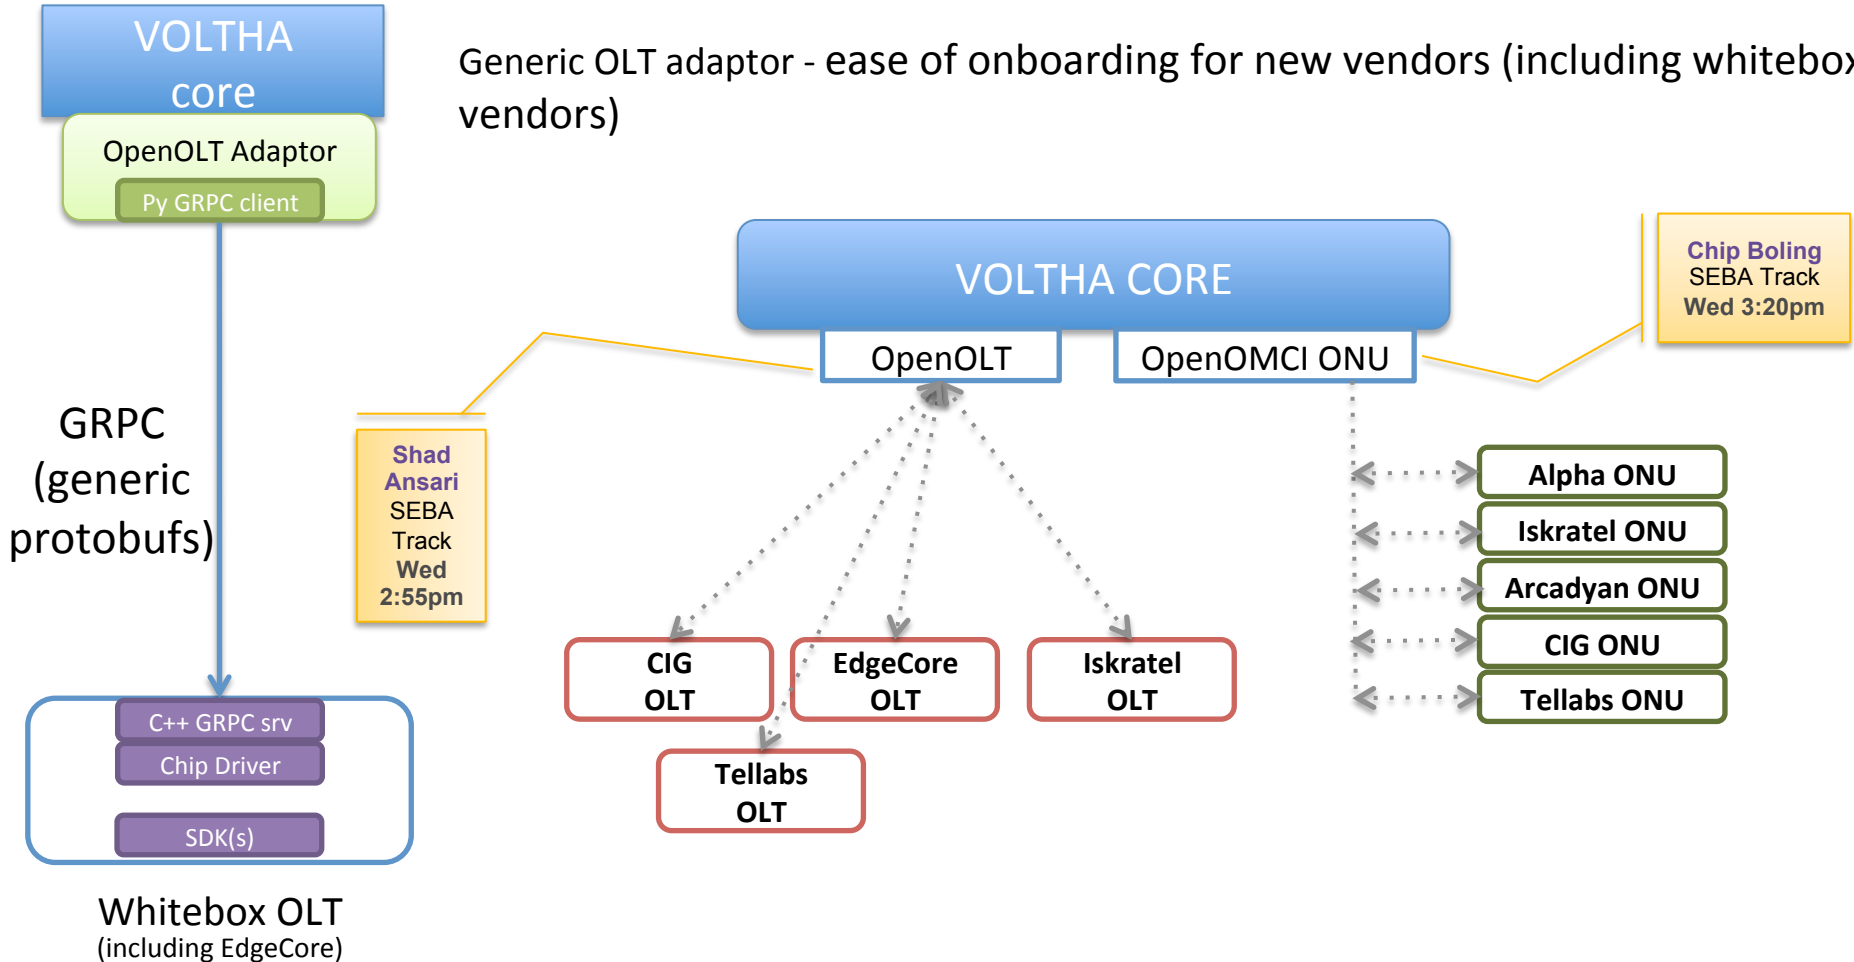 VOLTHA
core
OpenOLT Adaptor
Py GRPC client
Generic OLT adaptor - ease of onboarding for new vendors (including whitebox
vendors)
GRPC
(generic
protobufs)
C++ GRPC srv
Chip Driver
SDK(s)
Whitebox OLT
(including EdgeCore)
VOLTHA CORE
OpenOLT
OpenOMCI ONU
Shad
Ansari
SEBA
Track
Wed
2:55pm
Chip Boling
SEBA Track
Wed 3:20pm
CIG
OLT
EdgeCore
OLT
Iskratel
OLT
Tellabs
OLT
Alpha ONU
Iskratel ONU
Arcadyan ONU
CIG ONU
Tellabs ONU